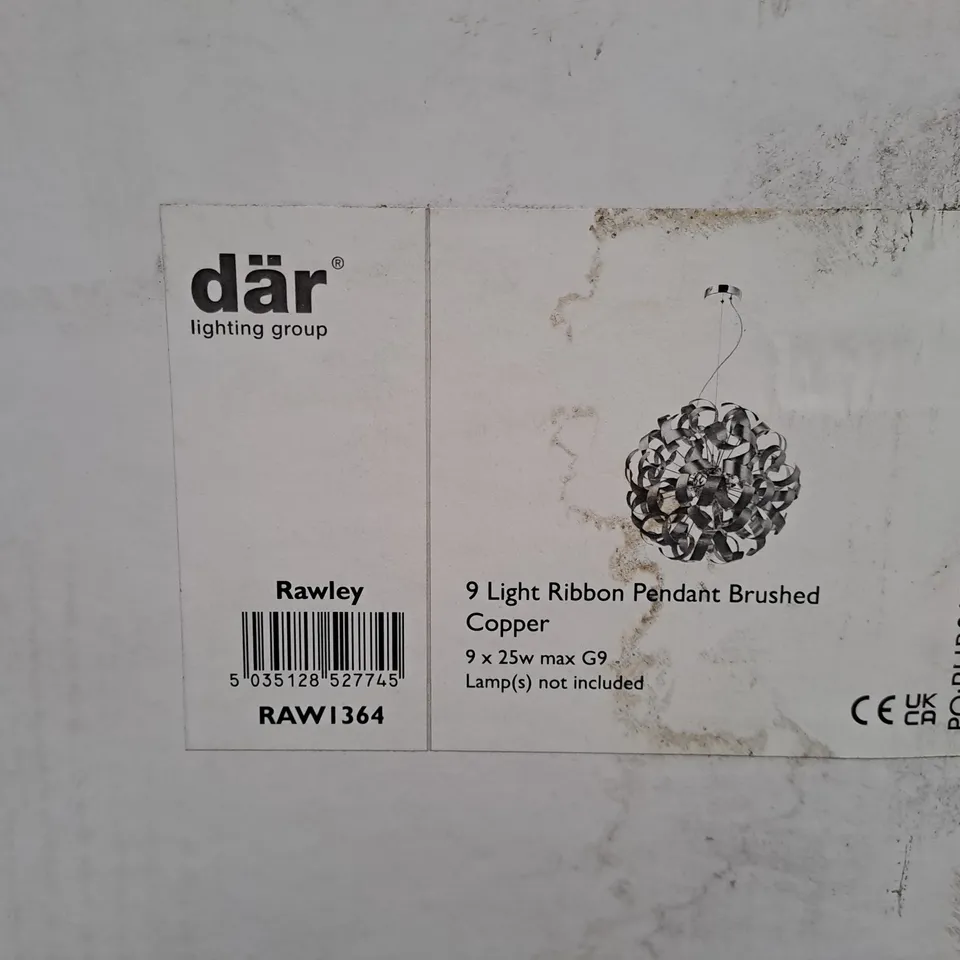 där®
lighting group
Rawley
5 035128 527745
RAW1364
9 Light Ribbon Pendant Brushed
Copper
9 x 25w max G9
Lamp(s) not included
CE UK
CA